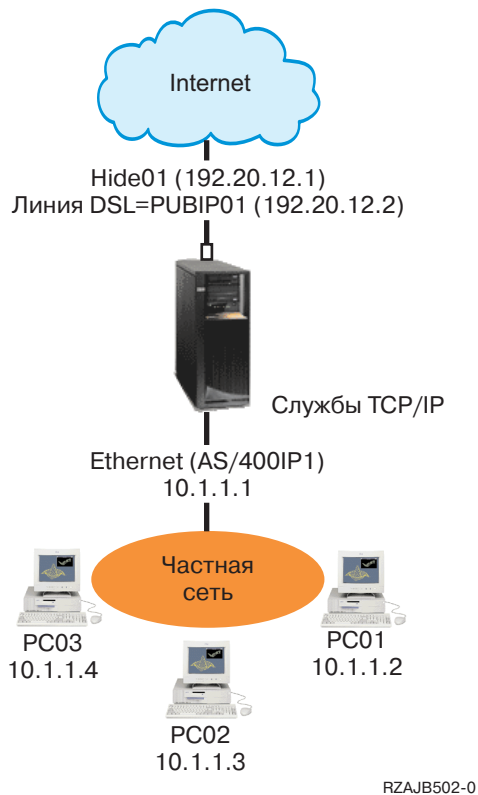 Internet
Hide01 (192.20.12.1)
Линия DSL=PUBIP01 (192.20.12.2)
Службы TCP/IP
Ethernet (AS/400IP1)
10.1.1.1
Частная
сеть
PC03
10.1.1.4
PC01
10.1.1.2
PC02
10.1.1.3
RZAJB502-0